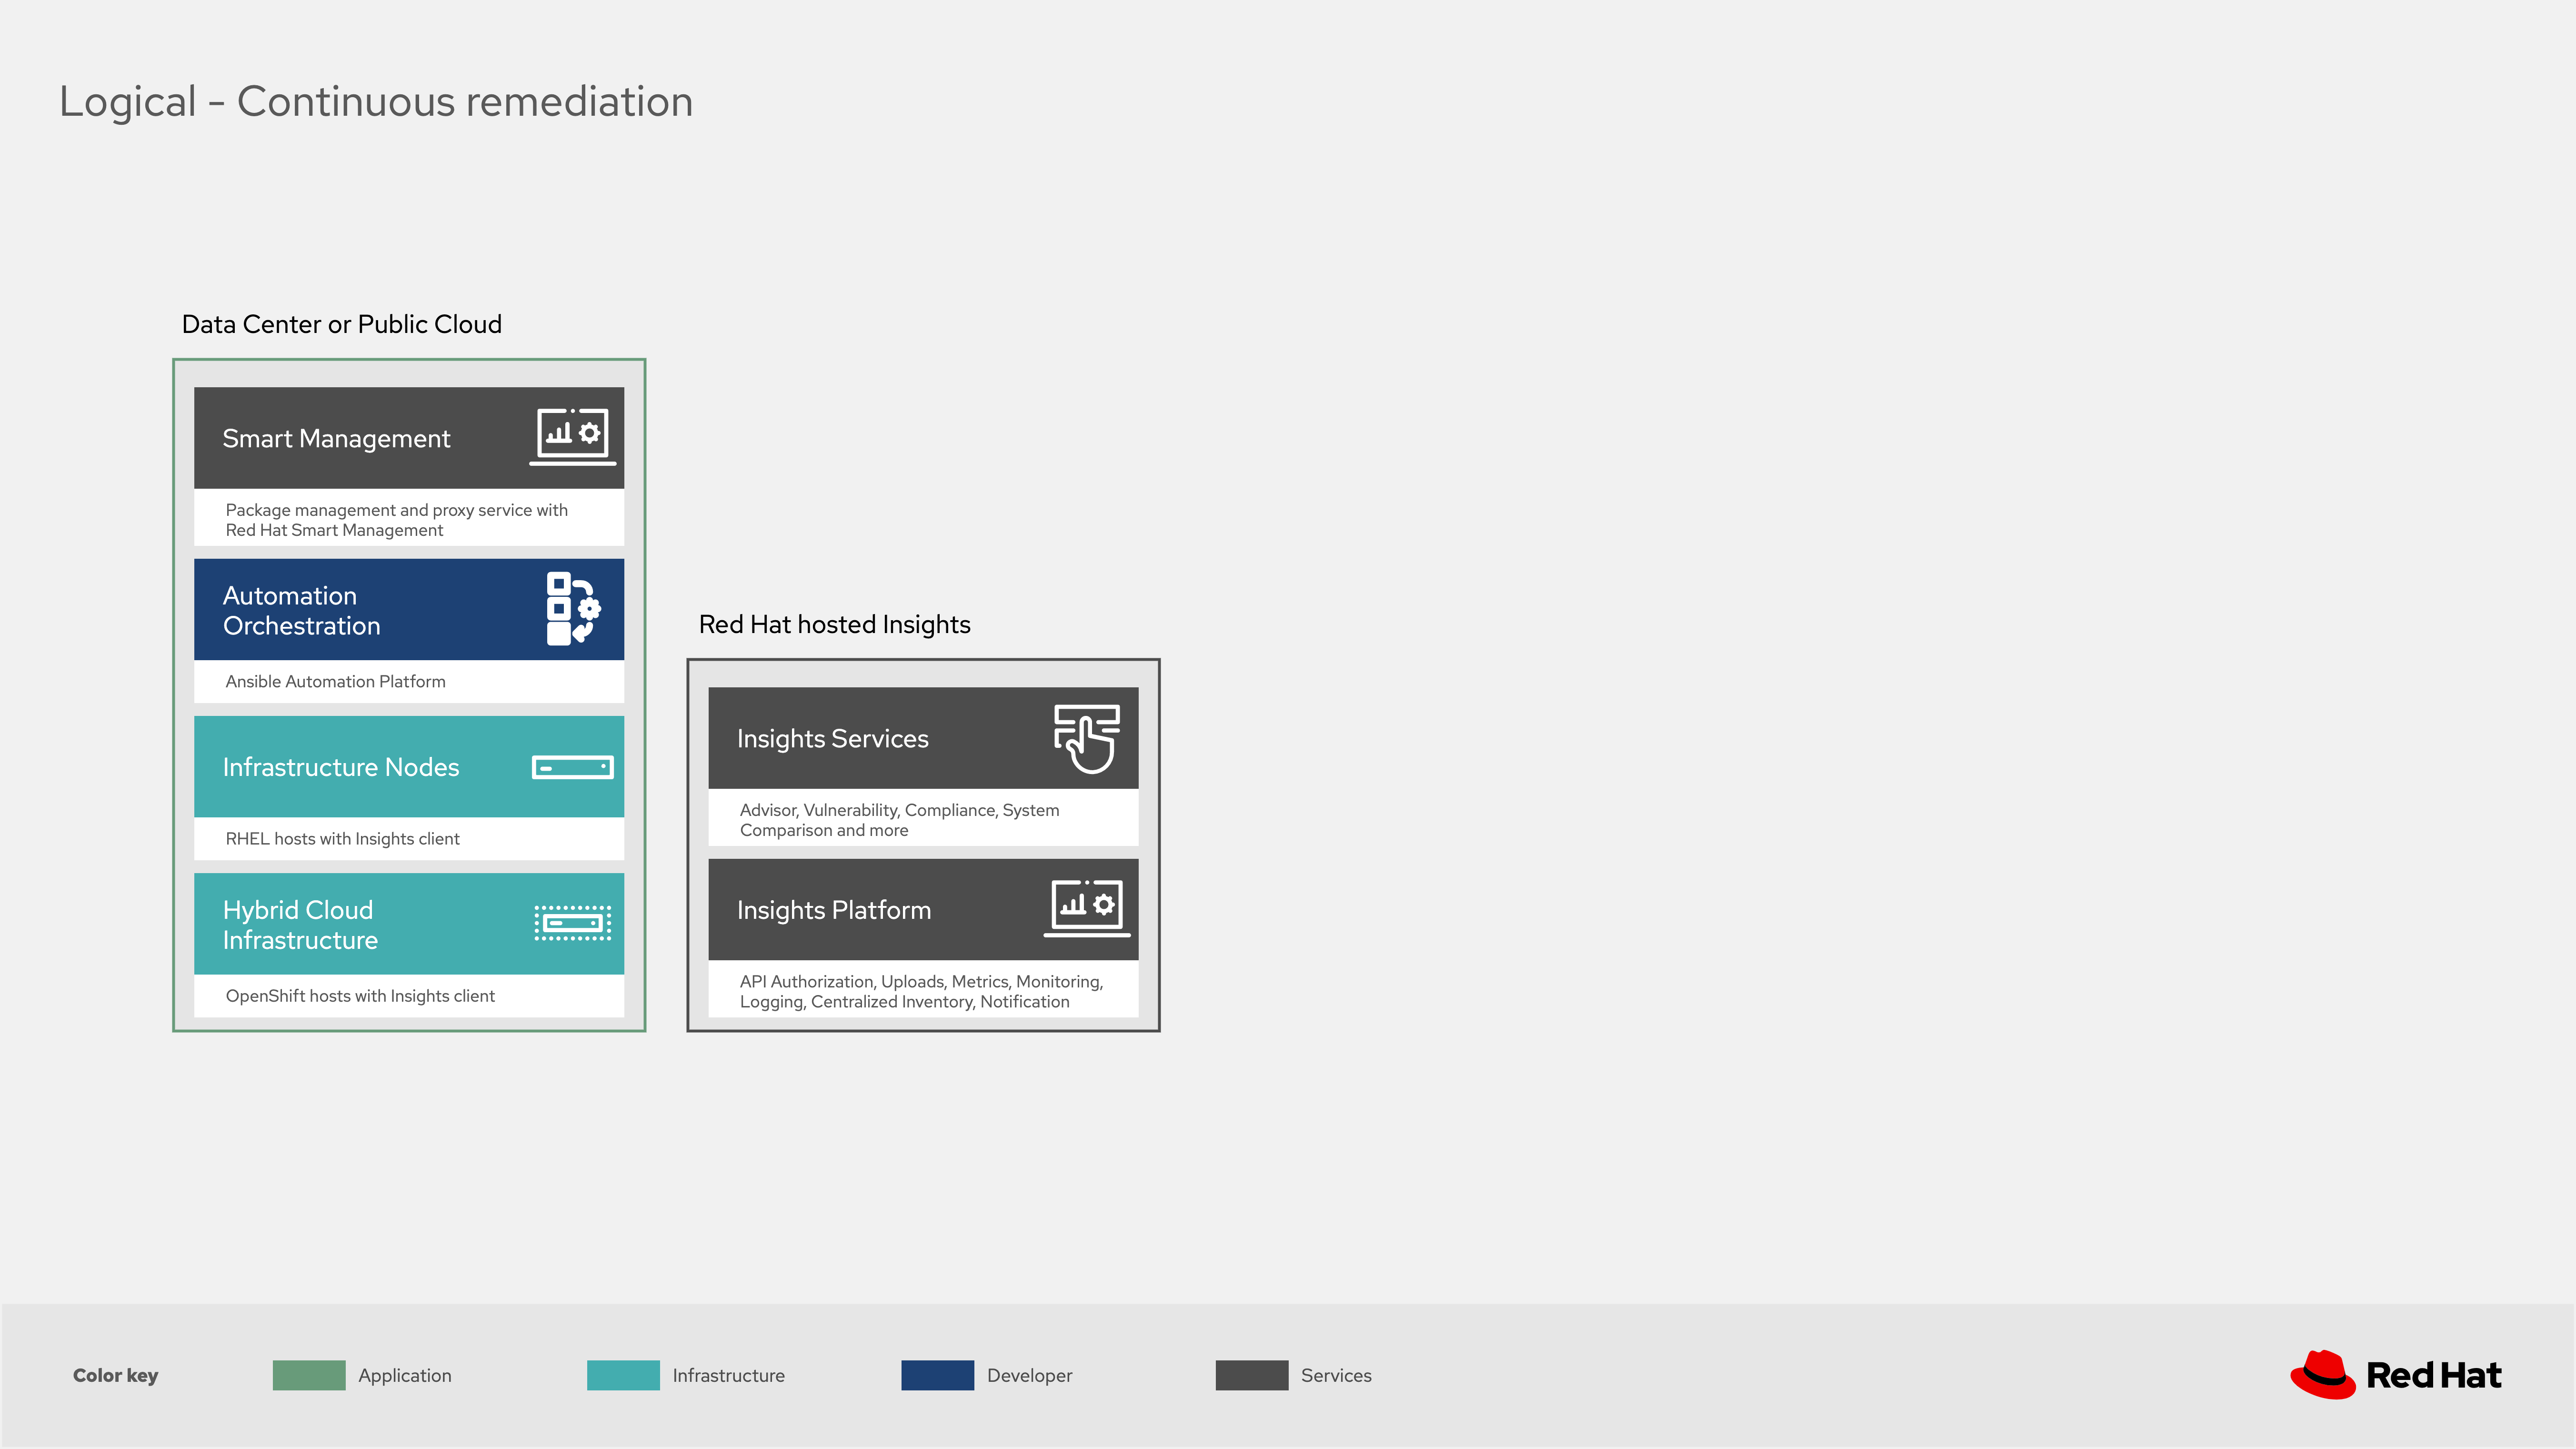 Logical - Continuous remediation
Data Center or Public Cloud
Smart Management
Package management and proxy service with
Red Hat Smart Management
Automation
Orchestration
Ansible Automation Platform
Infrastructure Nodes
RHEL hosts with Insights client
Hybrid Cloud
Infrastructure
OpenShift hosts with Insights client
Red Hat hosted Insights
Insights Services
Advisor, Vulnerability, Compliance, System
Comparison and more
Insights Platform
API Authorization, Uploads, Metrics, Monitoring,
Logging, Centralized Inventory, Notification
Color key
Application
Infrastructure
Developer
Services
Red Hat